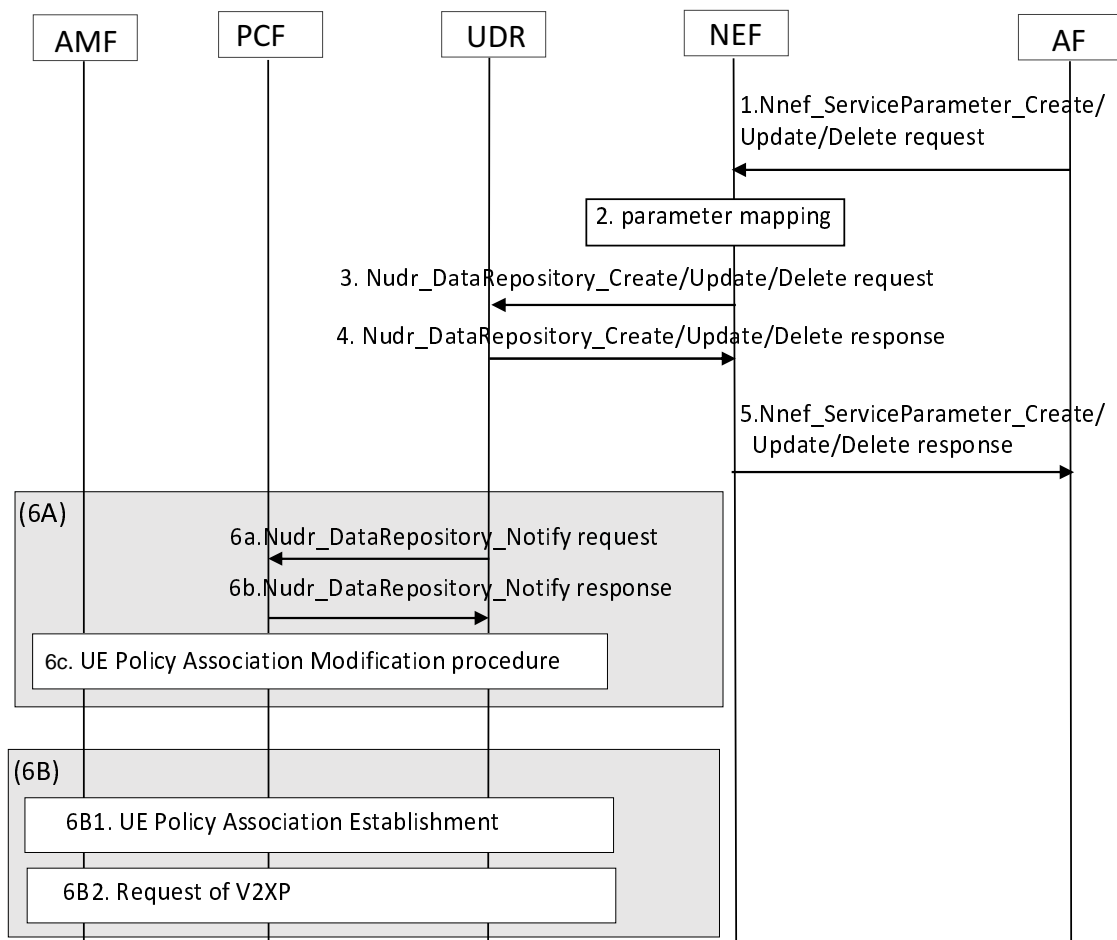 AMF
PCF
UDR
NEF
AF
1.Nnef_ServiceParameter_Create/
Update/Delete request
2. parameter mapping
3. Nudr_DataRepository_Create/Update/Delete request
4. Nudr_DataRepository_Create/Update/Delete response
5.Nnef_ServiceParameter_Create/
Update/Delete response
(6A)
6a.Nudr_DataRepository_Notify request
6b.Nudr_DataRepository_Notify response
6c. UE Policy Association Modification procedure
(6B)
6B1. UE Policy Association Establishment
6B2. Request of V2XP